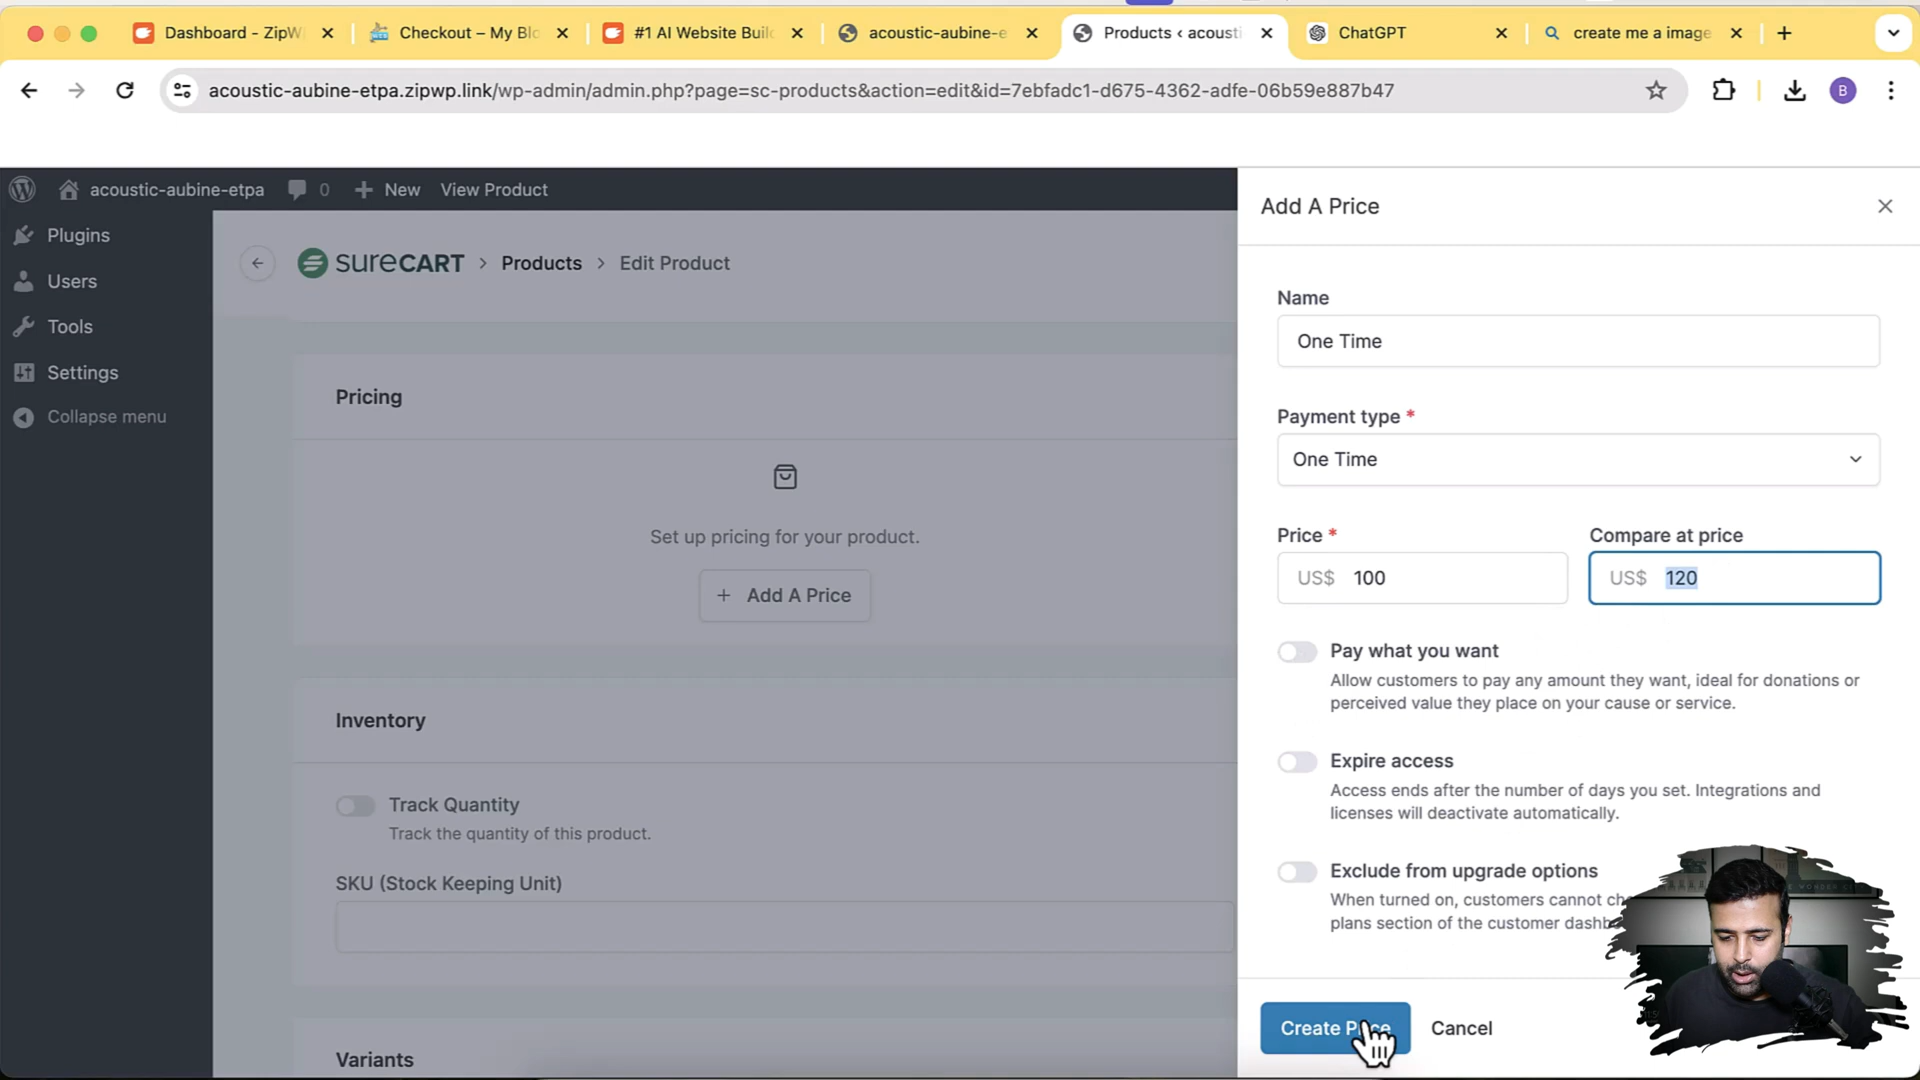 Dashboard - ZipW
Checkout – My Blo
#1 AI Website Buil
acoustic-aubine-e
Products ‹ acousti
ChatGPT
create me a image
acoustic-aubine-etpa.zipwp.link/wp-admin/admin.php?page=sc-products&action=edit&id=7ebfadc1-d675-4362-adfe-06b59e887b47
B
acoustic-aubine-etpa
0
New
View Product
Plugins
Users
Tools
Settings
Collapse menu
SURECART
Products
Edit Product
Pricing
Set up pricing for your product.
+ Add A Price
Inventory
Track Quantity
Track the quantity of this product.
SKU (Stock Keeping Unit)
Variants
Add A Price
Name
One Time
Payment type *
One Time
Price *
Compare at price
US$ 100
US$ 120
Pay what you want
Allow customers to pay any amount they want, ideal for donations or
perceived value they place on your cause or service.
Expire access
Access ends after the number of days you set. Integrations and
licenses will deactivate automatically.
Exclude from upgrade options
When turned on, customers cannot
plans section of the customer
Create Price
Cancel